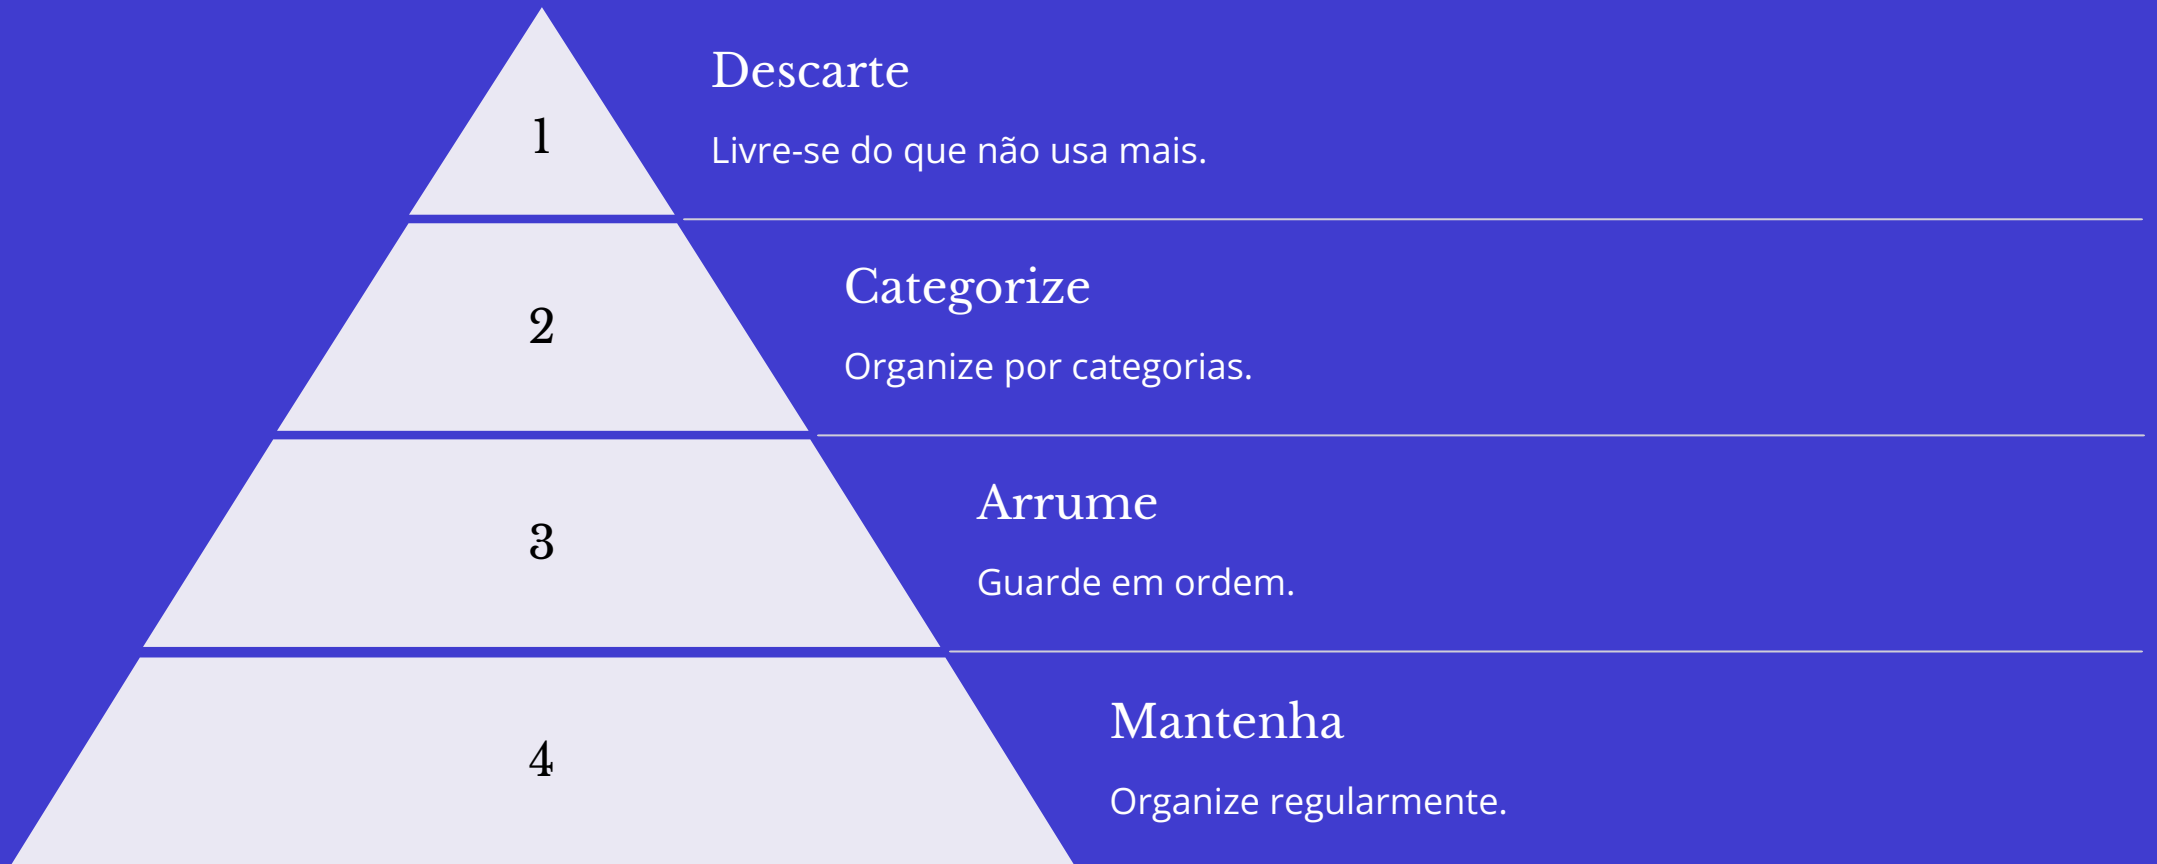 1
Descarte
Livre-se do que não usa mais.
2
Categorize
Organize por categorias.
3
Arrume
Guarde em ordem.
4
Mantenha
Organize regularmente.